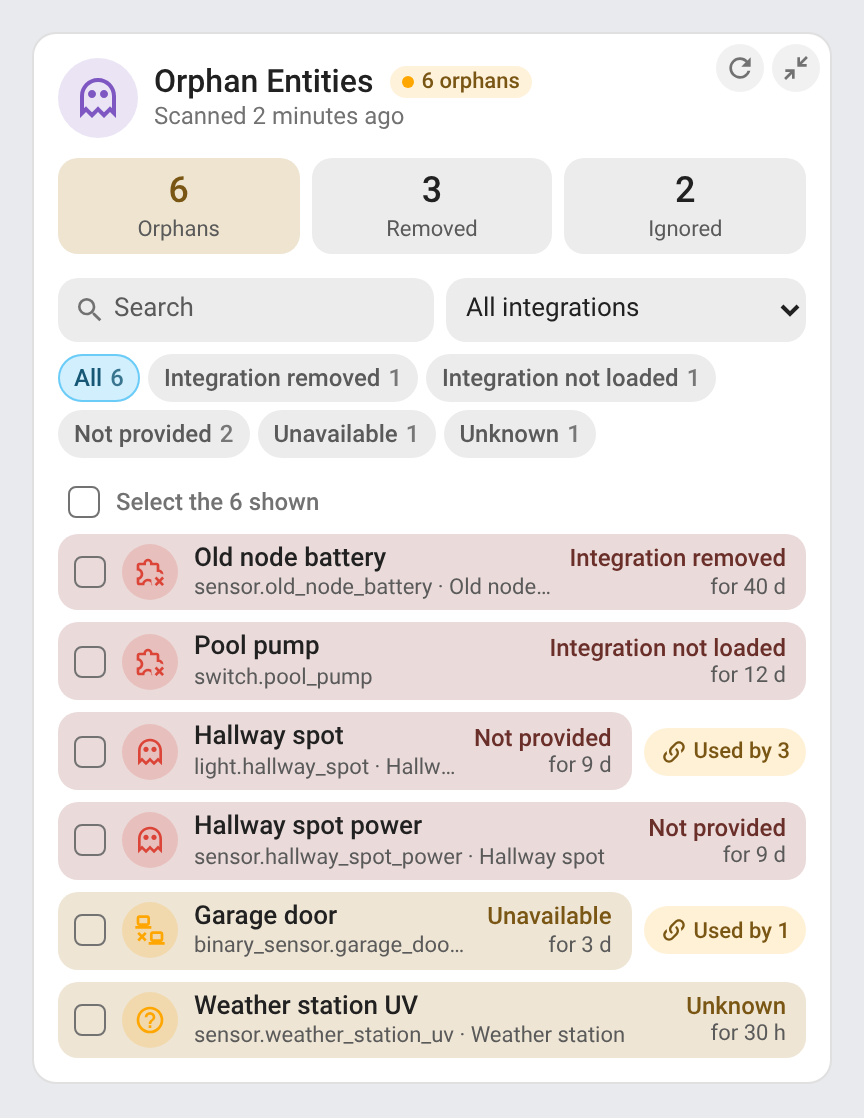 Orphan Entities
6 orphans
Scanned 2 minutes ago
6
Orphans
3
Removed
2
Ignored
Search
All integrations
All 6
Integration removed 1
Integration not loaded 1
Not provided 2
Unavailable 1
Unknown 1
Select the 6 shown
Old node battery
sensor.old_node_battery · Old node...
Integration removed
for 40 d
Pool pump
switch.pool_pump
Integration not loaded
for 12 d
Hallway spot
light.hallway_spot · Hallw...
Not provided
for 9 d
Used by 3
Hallway spot power
sensor.hallway_spot_power · Hallway spot
Not provided
for 9 d
Garage door
binary_sensor.garage_doo...
Unavailable
for 3 d
Used by 1
Weather station UV
sensor.weather_station_uv · Weather station
Unknown
for 30 h